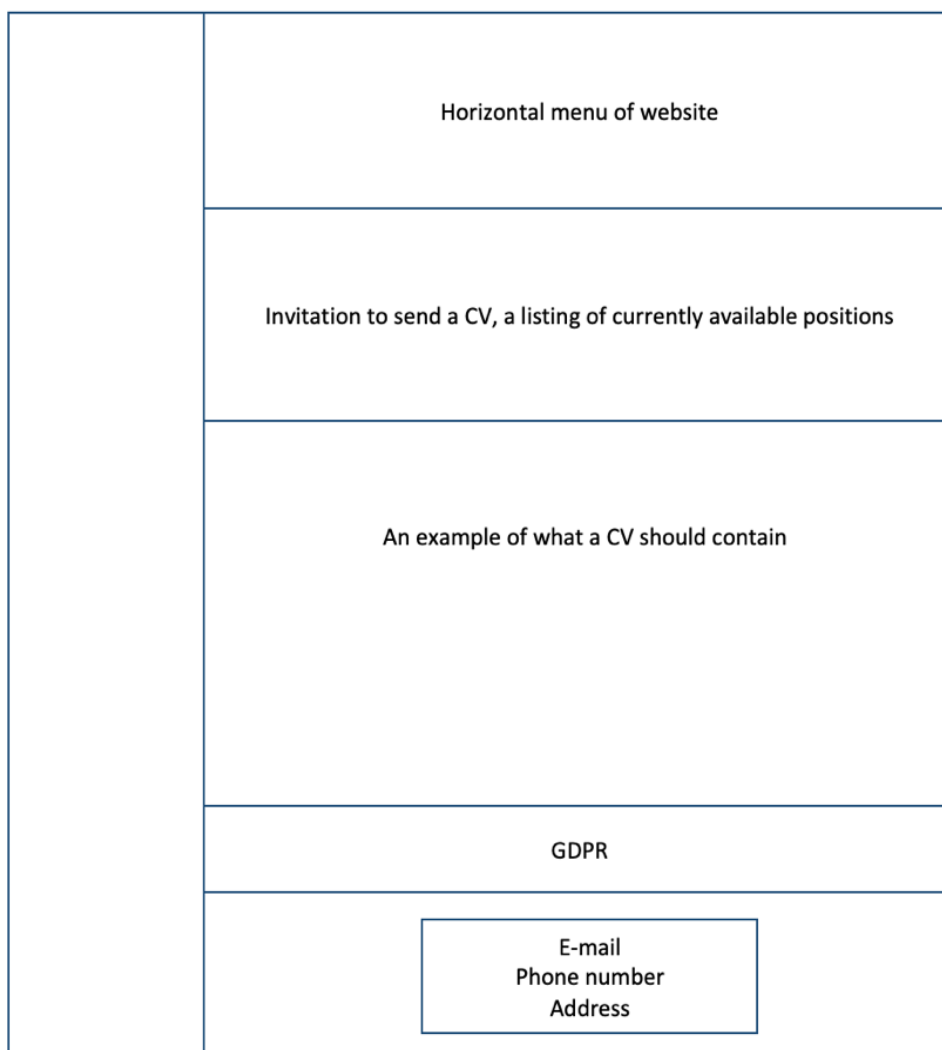 Horizontal menu of website
Invitation to send a CV, a listing of currently available positions
An example of what a CV should contain
GDPR
E-mail
Phone number
Address